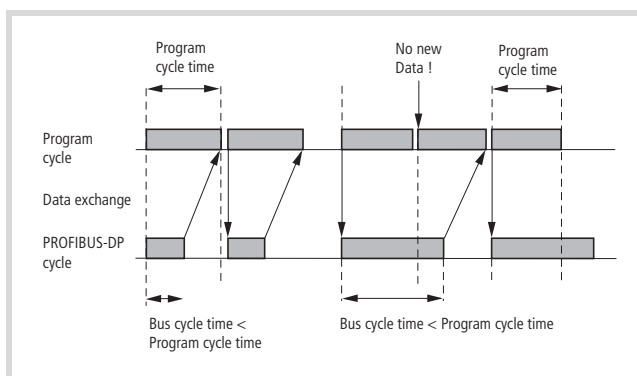 Program
cycle time
No new
Data !
Program
cycle time
Program
cycle
Data exchange
PROFIBUS-DP
cycle
Bus cycle time <
Program cycle time
Bus cycle time < Program cycle time